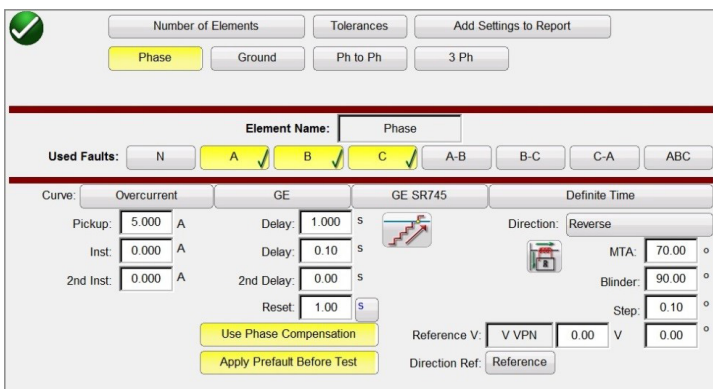 Number of Elements Tolerances Add Settings to Report
Phase Ground Ph to Ph 3 Ph
Element Name: Phase
Used Faults: N A B C A-B B-C C-A ABC
Curve: Overcurrent GE GE SR745 Definite Time
Pickup: 5.000 A Delay: 1.000 s Direction: Reverse
Inst: 0.000 A Delay: 0.10 s MTA: 70.00 °
2nd Inst: 0.000 A 2nd Delay: 0.00 s Blinder: 90.00 °
Reset: 1.00 s Step: 0.10 °
Use Phase Compensation Reference V: V VPN 0.00 V 0.00 °
Apply Prefault Before Test Direction Ref: Reference